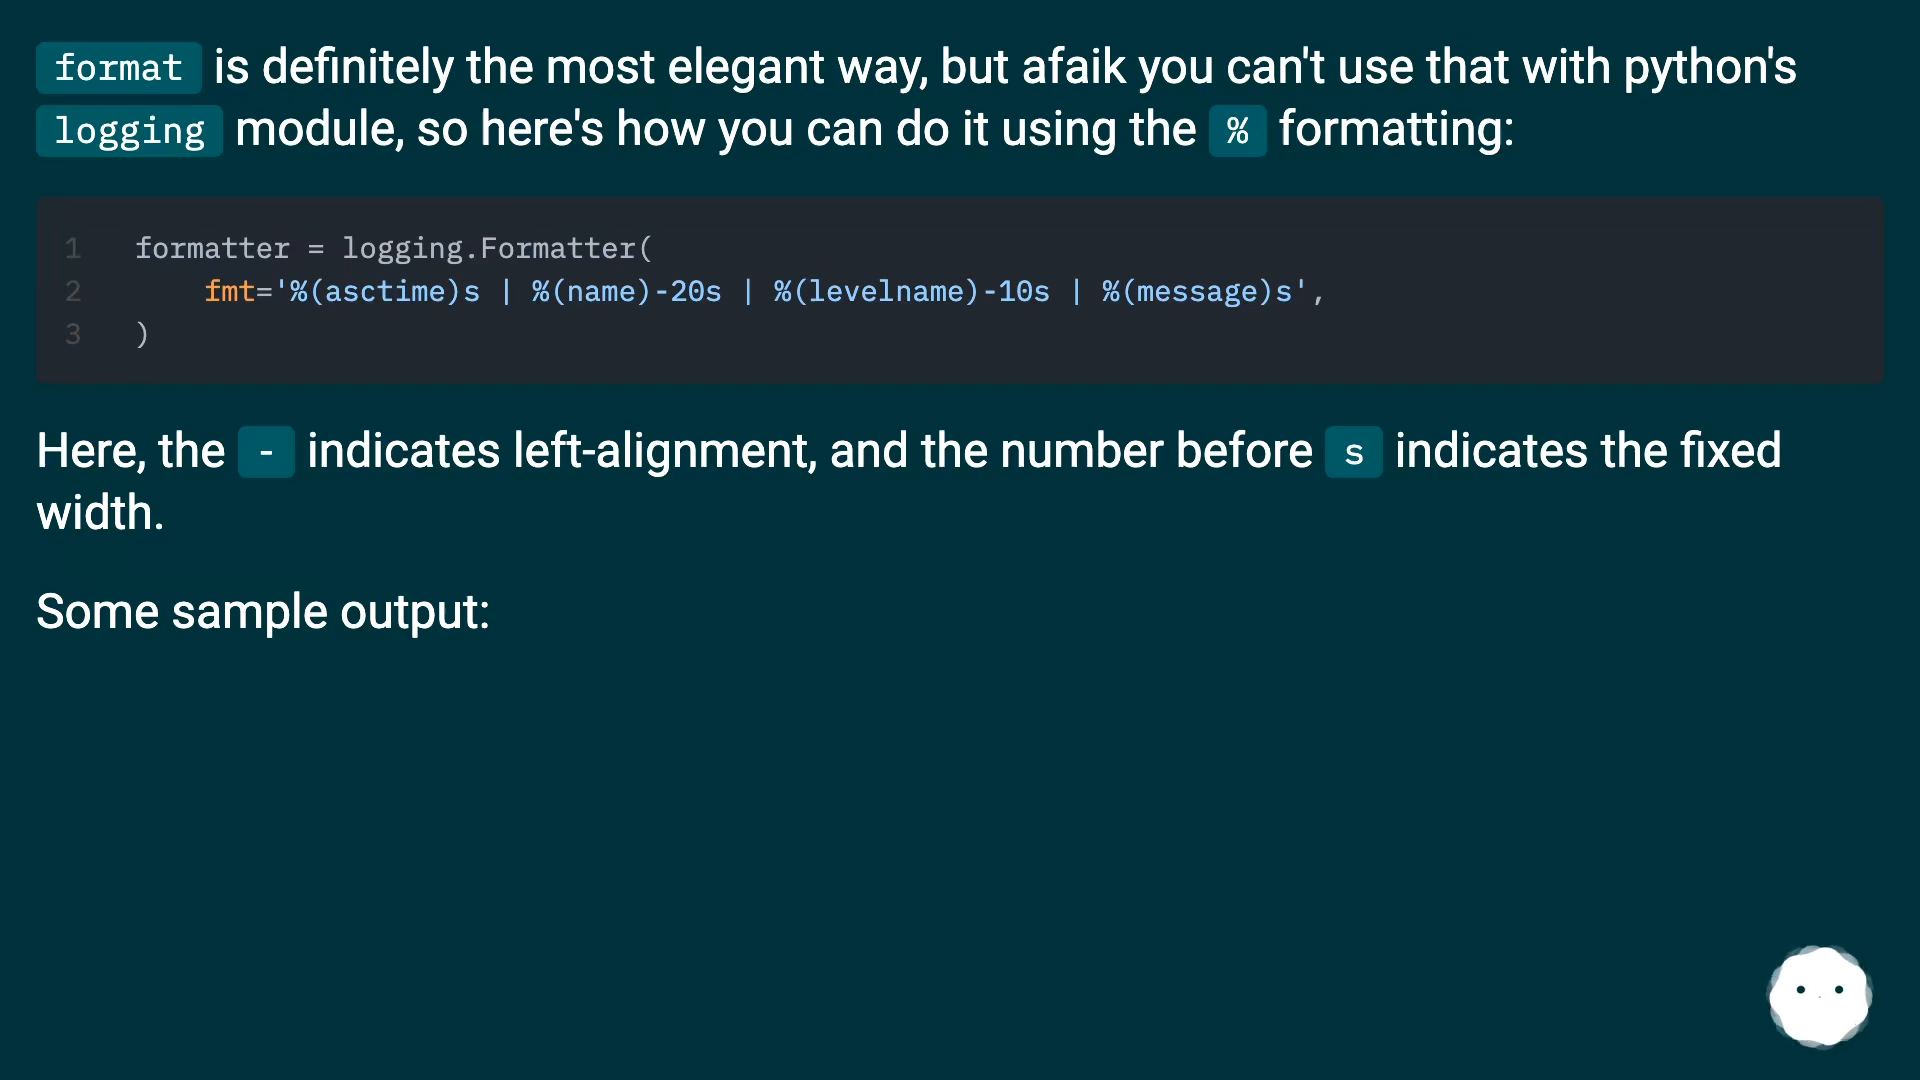 format is definitely the most elegant way, but afaik you can't use that with python's
logging module, so here's how you can do it using the % formatting:
1 formatter = logging.Formatter(
2 fmt='%(asctime)s | %(name)-20s | %(levelname)-10s | %(message)s',
3 )
Here, the - indicates left-alignment, and the number before s indicates the fixed
width.
Some sample output: